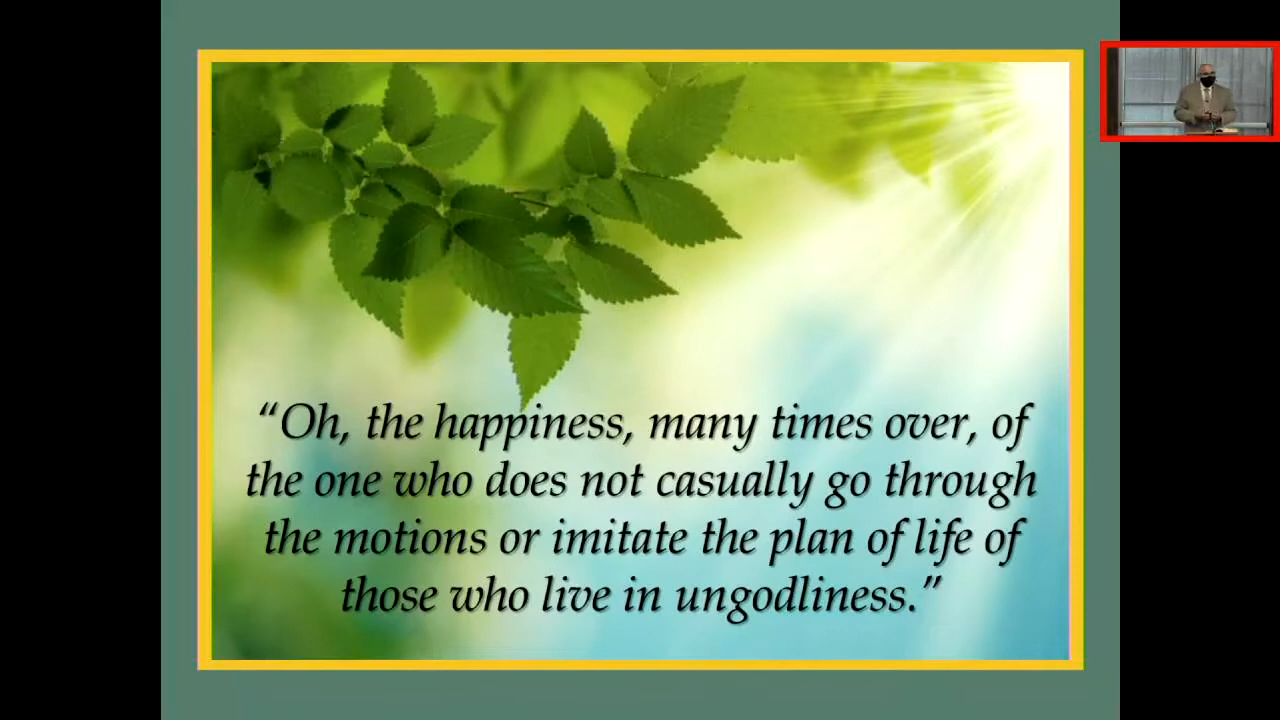 “Oh, the happiness, many times over, of
the one who does not casually go through
the motions or imitate the plan of life of
those who live in ungodliness.”